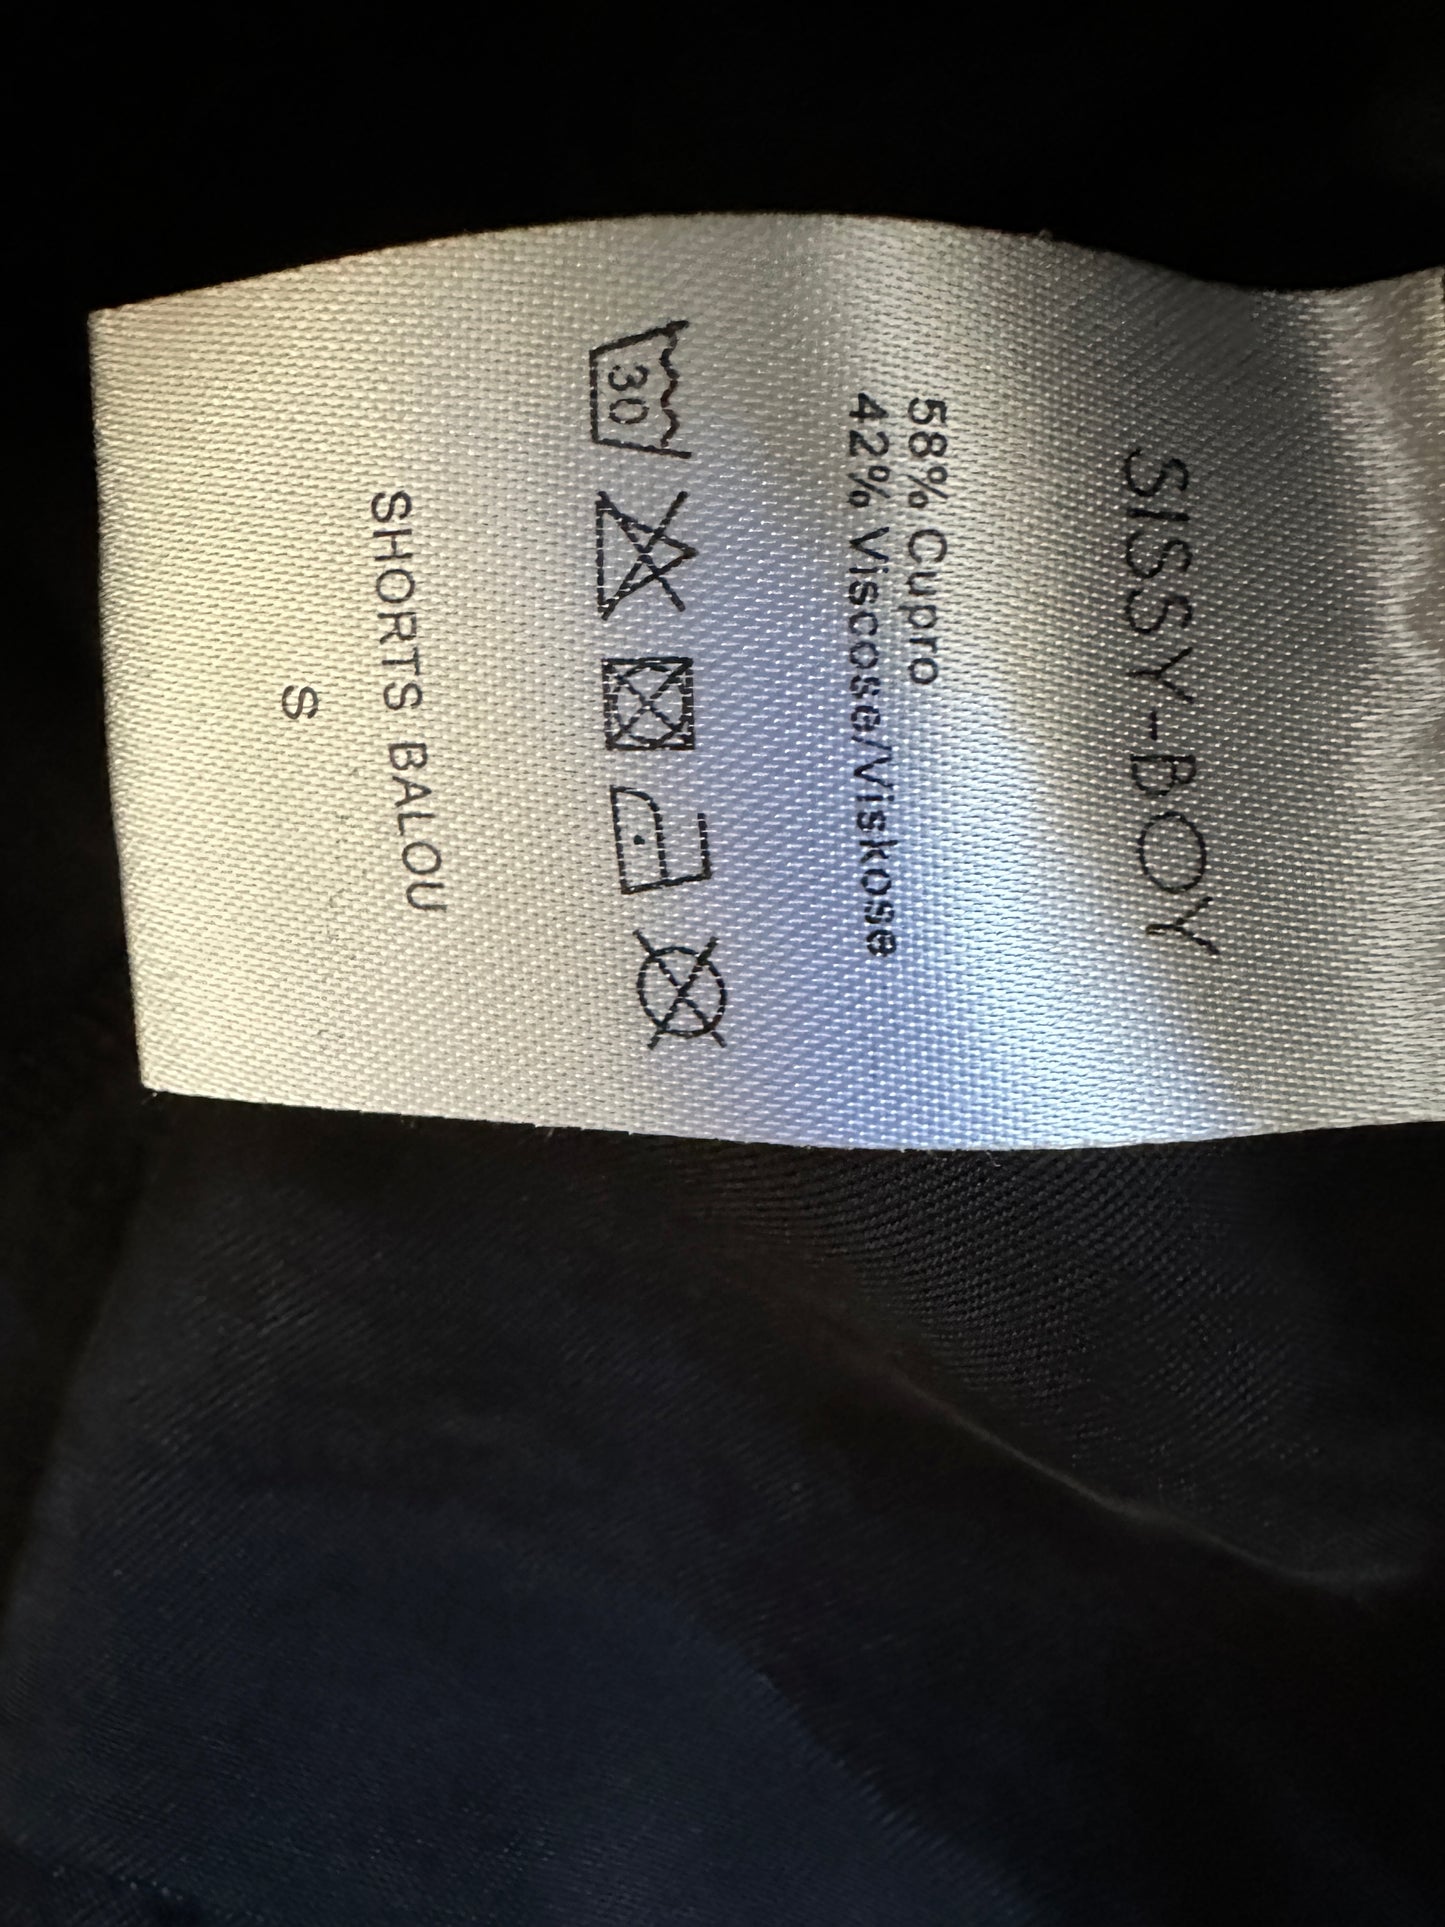 SISSY-BOY
58% Cupro
42% Viscose/Viskose
30
SHORTS BALOU
S